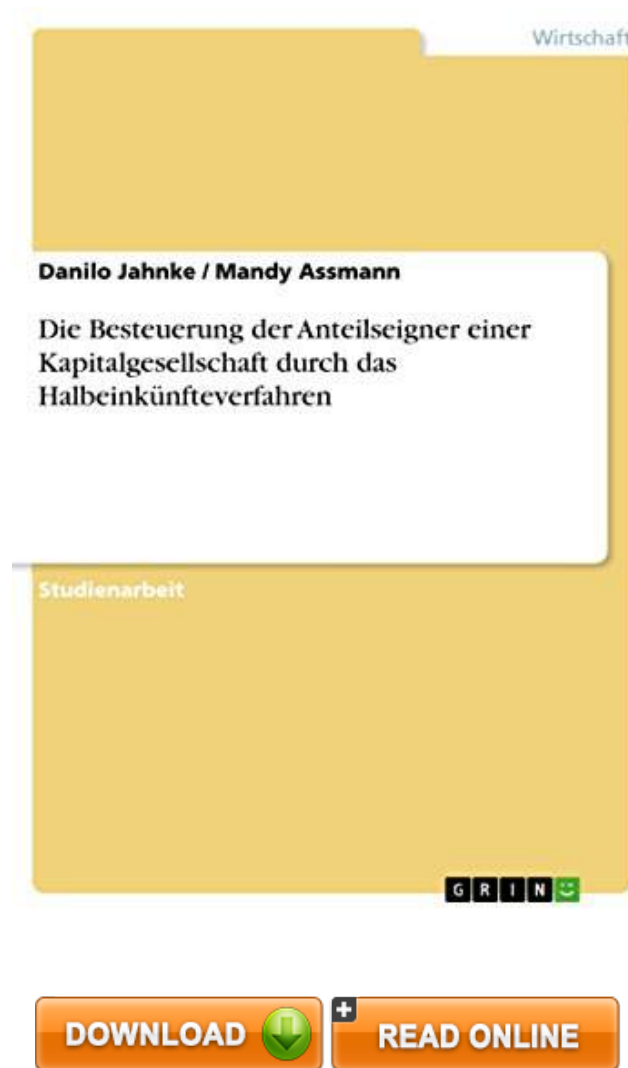 Wirtschaft
Danilo Jahnke / Mandy Assmann
Die Besteuerung der Anteilseigner einer
Kapitalgesellschaft durch das
Halbeinkünfteverfahren
Studienarbeit
GRIN
DOWNLOAD
READ ONLINE